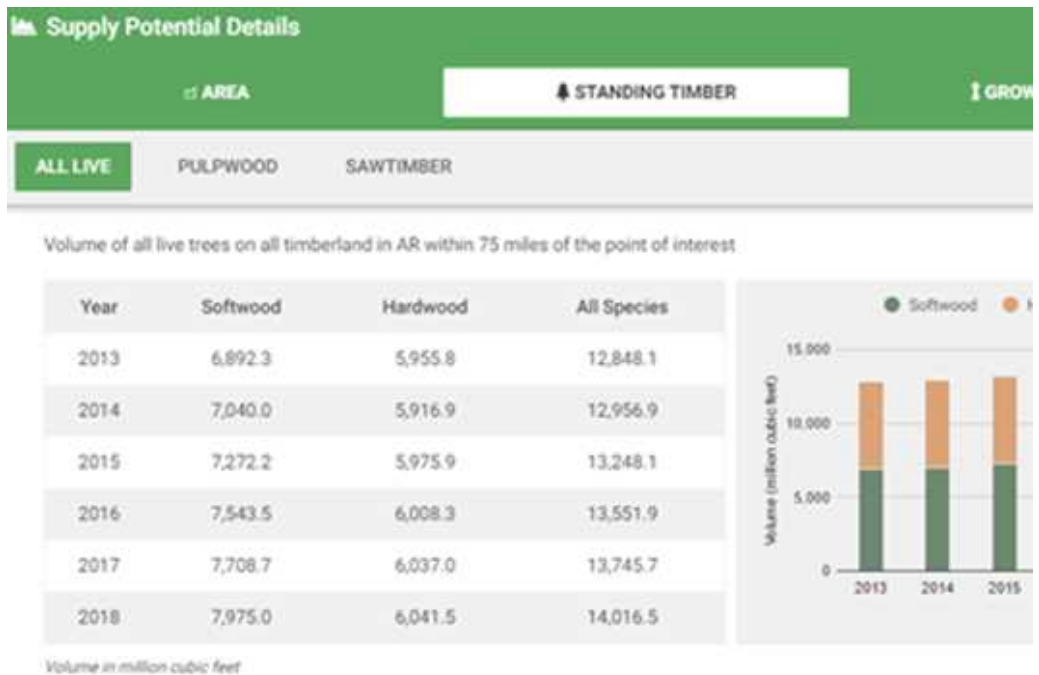 Supply Potential Details
AREA
STANDING TIMBER
GROW
ALL LIVE
PULPWOOD
SAWTIMBER
Volume of all live trees on all timberland in AR within 75 miles of the point of interest
Year Softwood Hardwood All Species
2013 6,892.3 5,955.8 12,848.1
2014 7,040.0 5,916.9 12,956.9
2015 7,272.2 5,975.9 13,248.1
2016 7,543.5 6,008.3 13,551.9
2017 7,708.7 6,037.0 13,745.7
2018 7,975.0 6,041.5 14,016.5
Volume in million cubic feet
Softwood H
Volume (million cubic feet)
15,000
10,000
5,000
0
2013 2014 2015